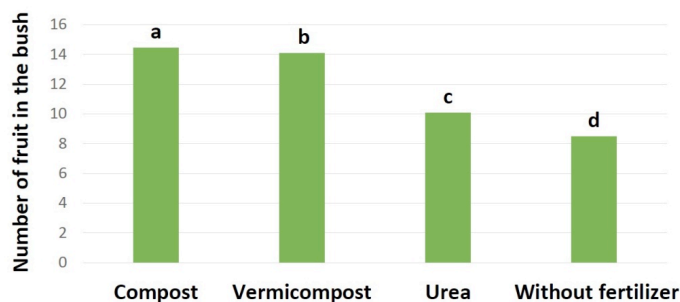 Number of fruit in the bush
16
14
12
10
8
6
4
2
0
a
b
c
d
Compost
Vermicompost
Urea
Without fertilizer